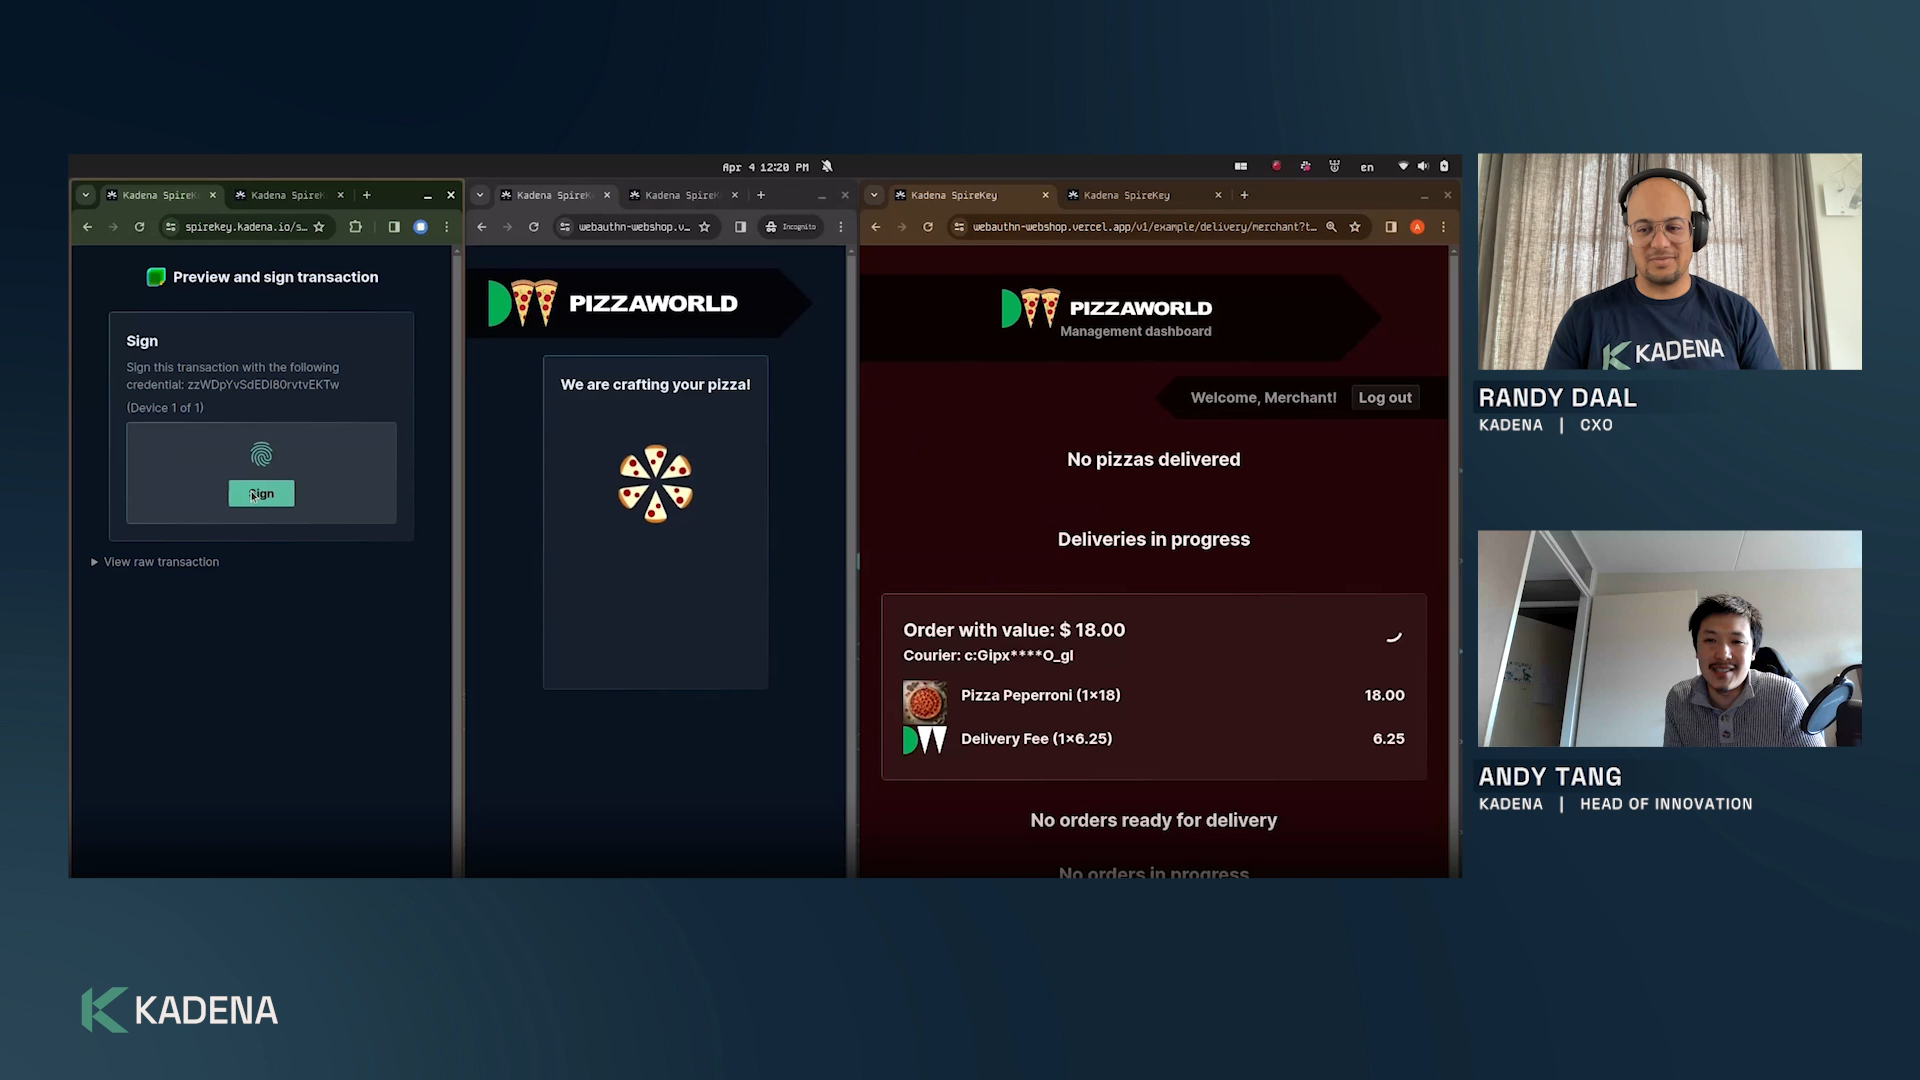 Apr 4 12:20 PM
en
Kadena SpireK
Kadena SpireK
spirekey.kadena.io/s…
Preview and sign transaction
Sign
Sign this transaction with the following
credential: zzWDpYvSdEDI80rvtvEKTw
(Device 1 of 1)
Sign
View raw transaction
Kadena SpireK
Kadena SpireK
webauthn-webshop.v…
Incognito
PIZZAWORLD
We are crafting your pizza!
Kadena SpireKey
Kadena SpireKey
webauthn-webshop.vercel.app/v1/example/delivery/merchant?t…
A
PIZZAWORLD
Management dashboard
Welcome, Merchant!
Log out
No pizzas delivered
Deliveries in progress
Order with value: $ 18.00
Courier: c:Gipx****O_gI
Pizza Peperroni (1×18) 18.00
Delivery Fee (1×6.25) 6.25
No orders ready for delivery
No orders in progress
KADENA
RANDY DAAL
KADENA | CXO
ANDY TANG
KADENA | HEAD OF INNOVATION
KADENA